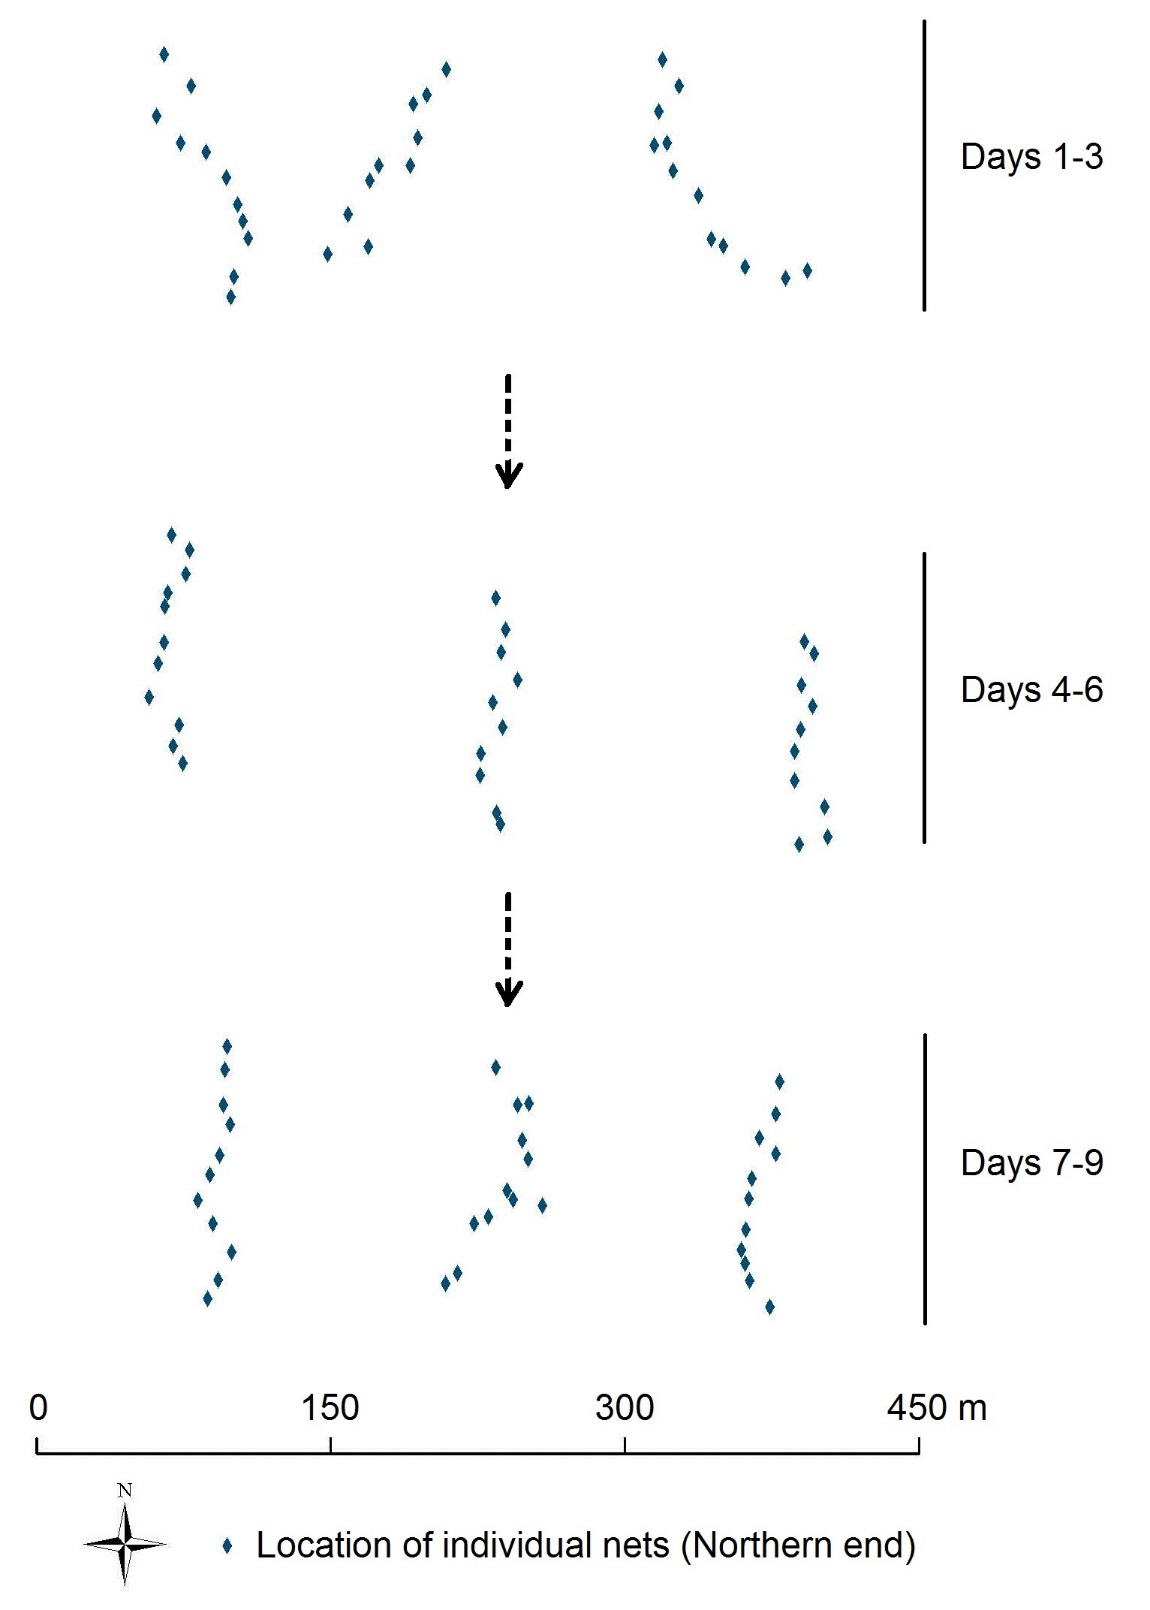 Days 1-3
Days 4-6
Days 7-9
0 150 300 450 m
N
Location of individual nets (Northern end)